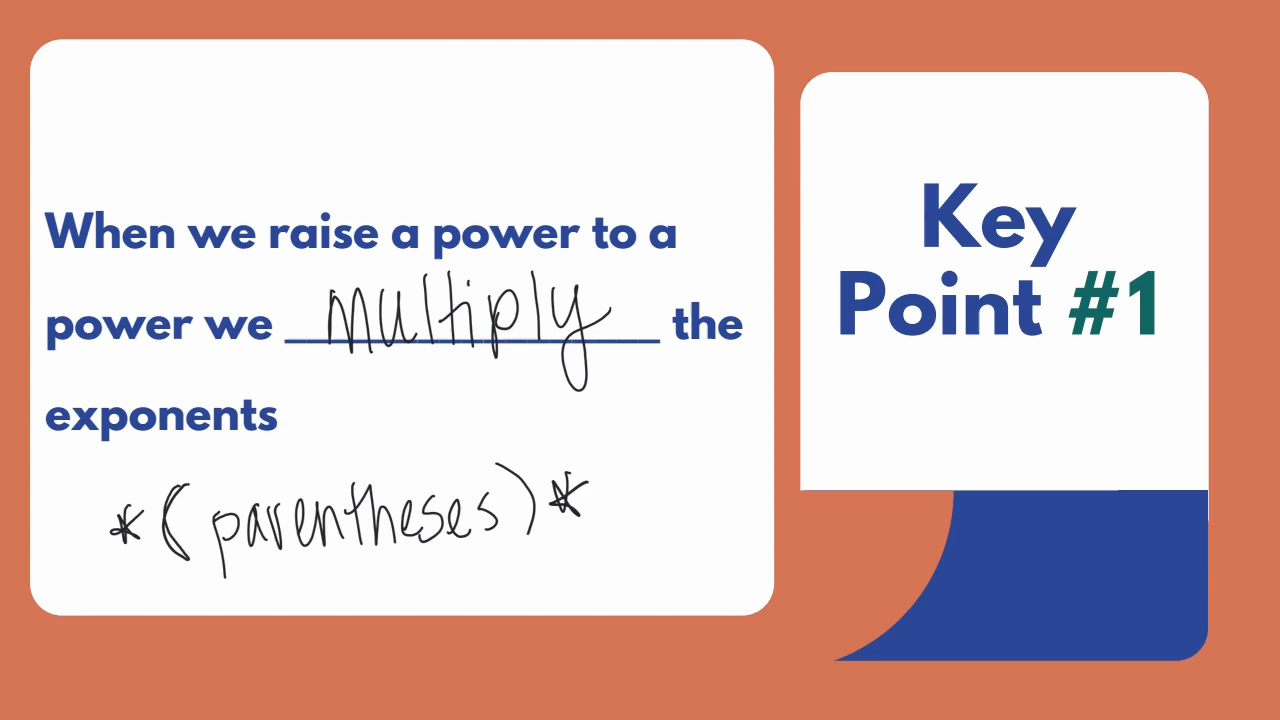 When we raise a power to a
power we multiply the
exponents
*(parentheses)*
Key
Point #1